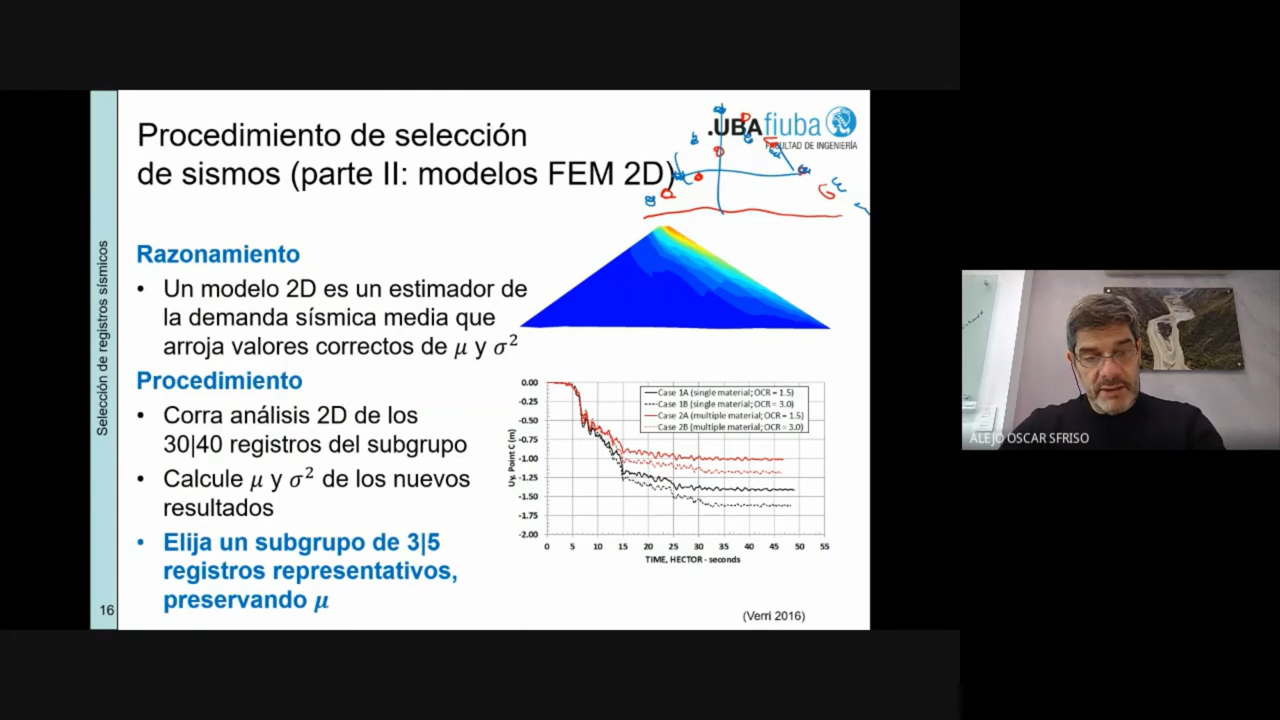 Procedimiento de selección
de sismos (parte II: modelos FEM 2D)
.UBAfiuba
FACULTAD DE INGENIERÍA
Selección de registros sísmicos
Razonamiento
• Un modelo 2D es un estimador de
la demanda sísmica media que
arroja valores correctos de μ y σ²
Procedimiento
• Corra análisis 2D de los
30|40 registros del subgrupo
• Calcule μ y σ² de los nuevos
resultados
• Elija un subgrupo de 3|5
registros representativos,
preservando μ
16
Case 1A (single material; OCR = 1.5)
Case 1B (single material; OCR = 3.0)
Case 2A (multiple material; OCR = 1.5)
Case 2B (multiple material; OCR = 3.0)
Uy, Point C (m)
0.00
-0.25
-0.50
-0.75
-1.00
-1.25
-1.50
-1.75
-2.00
0 5 10 15 20 25 30 35 40 45 50 55
TIME, HECTOR - seconds
(Verri 2016)
ALEJO OSCAR SFRISO